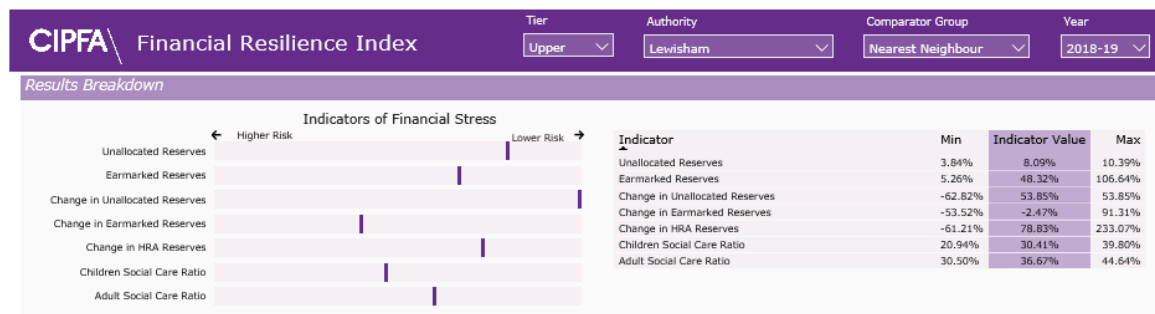 Tier Authority Comparator Group Year
CIPFA Financial Resilience Index Upper Lewisham Nearest Neighbour 2018-19
Results Breakdown
Indicators of Financial Stress
← Higher Risk Lower Risk →
Unallocated Reserves
Earmarked Reserves
Change in Unallocated Reserves
Change in Earmarked Reserves
Change in HRA Reserves
Children Social Care Ratio
Adult Social Care Ratio
Indicator Min Indicator Value Max
Unallocated Reserves 3.84% 8.09% 10.39%
Earmarked Reserves 5.26% 48.32% 106.64%
Change in Unallocated Reserves -62.82% 53.85% 53.85%
Change in Earmarked Reserves -53.52% -2.47% 91.31%
Change in HRA Reserves -61.21% 78.83% 233.07%
Children Social Care Ratio 20.94% 30.41% 39.80%
Adult Social Care Ratio 30.50% 36.67% 44.64%